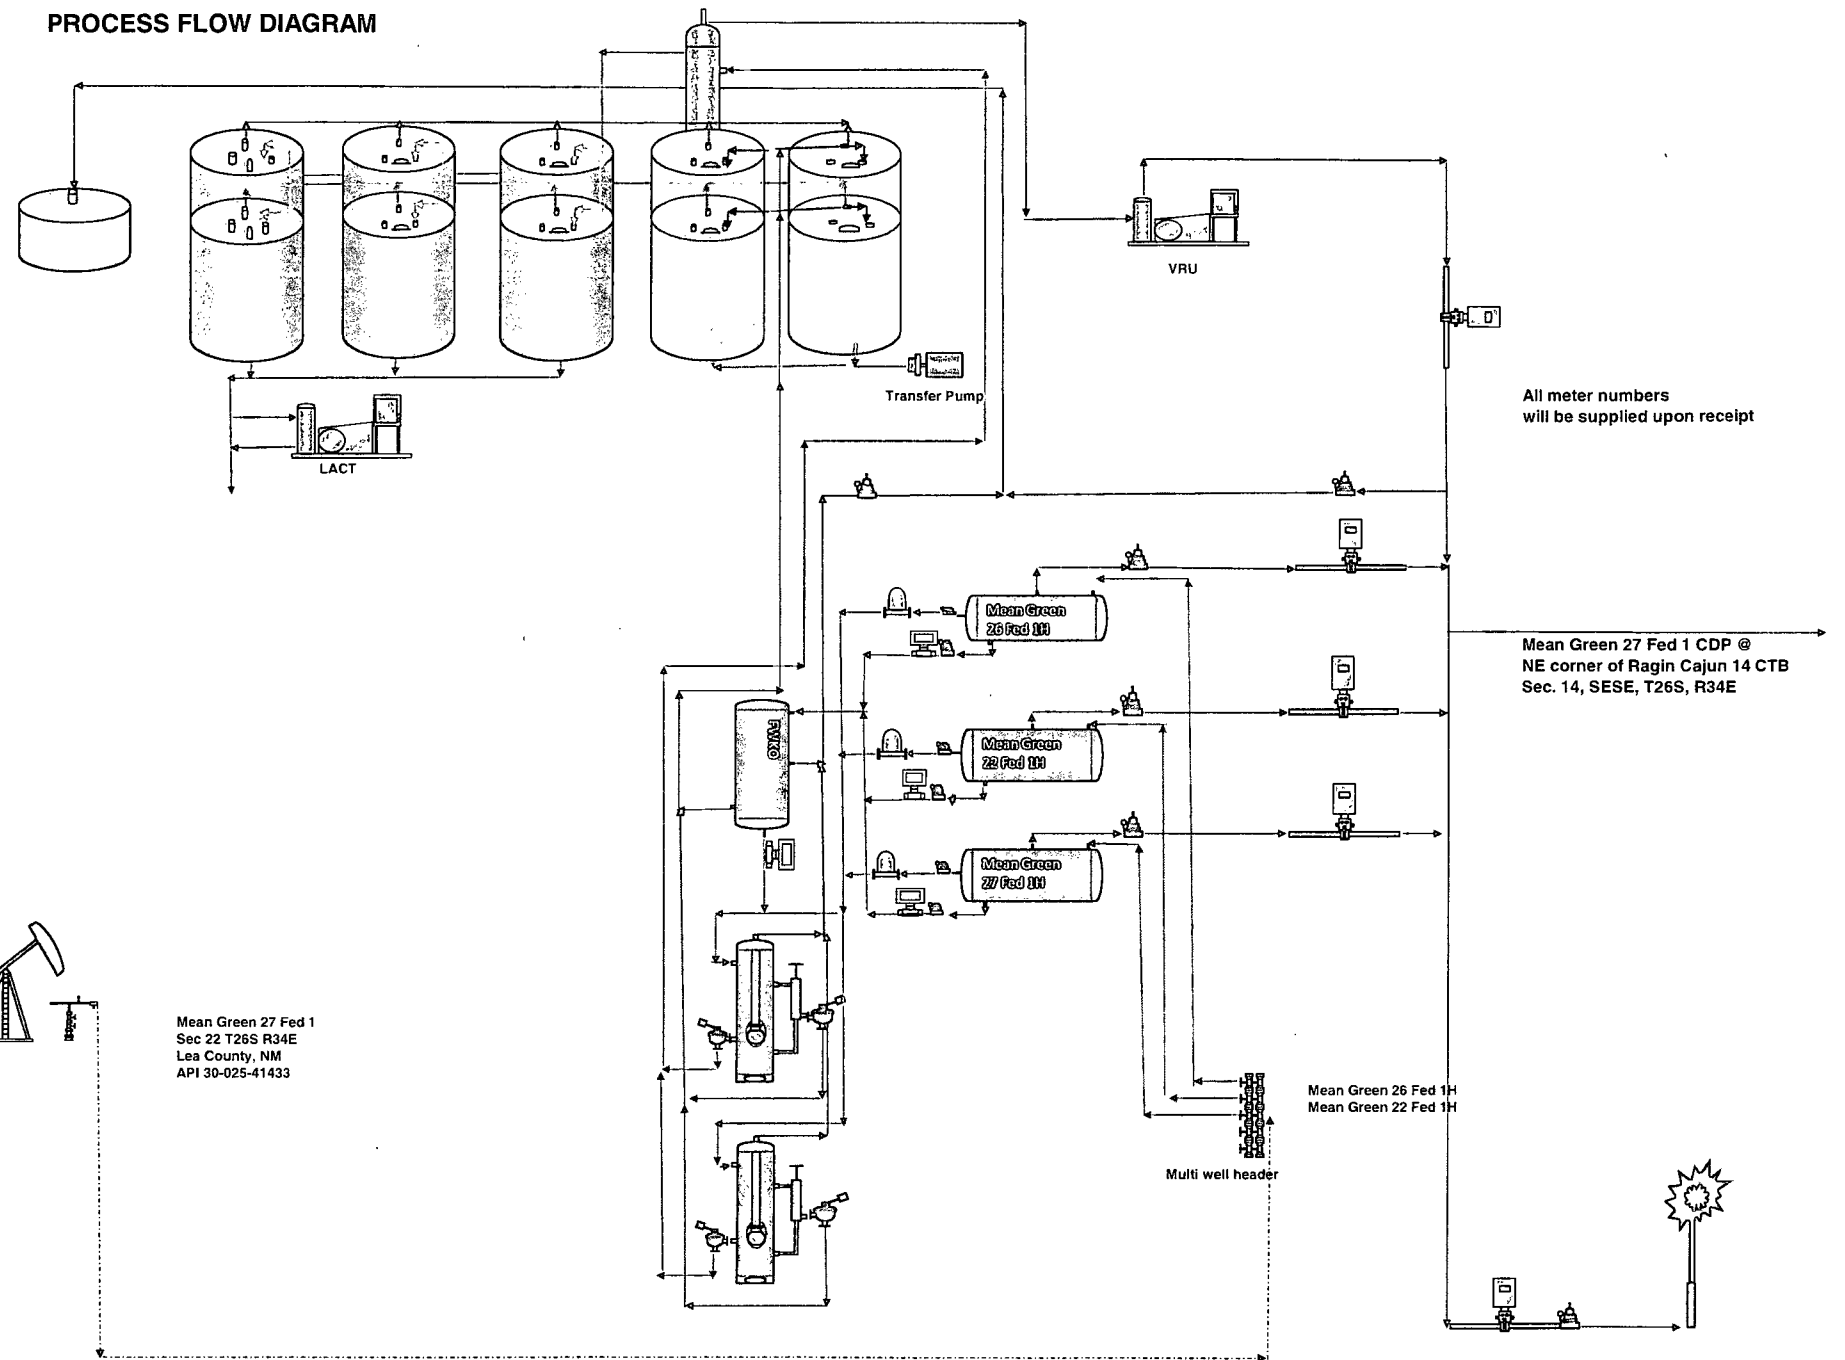 PROCESS FLOW DIAGRAM
VRU
All meter numbers
will be supplied upon receipt
Transfer Pump
LACT
Mean Green
26 Fed 1H
Mean Green 27 Fed 1 CDP @
NE corner of Ragin Cajun 14 CTB
Sec. 14, SESE, T26S, R34E
FWKO
Mean Green
22 Fed 1H
Mean Green
27 Fed 1H
Mean Green 27 Fed 1
Sec 22 T26S R34E
Lea County, NM
API 30-025-41433
Mean Green 26 Fed 1H
Mean Green 22 Fed 1H
Multi well header